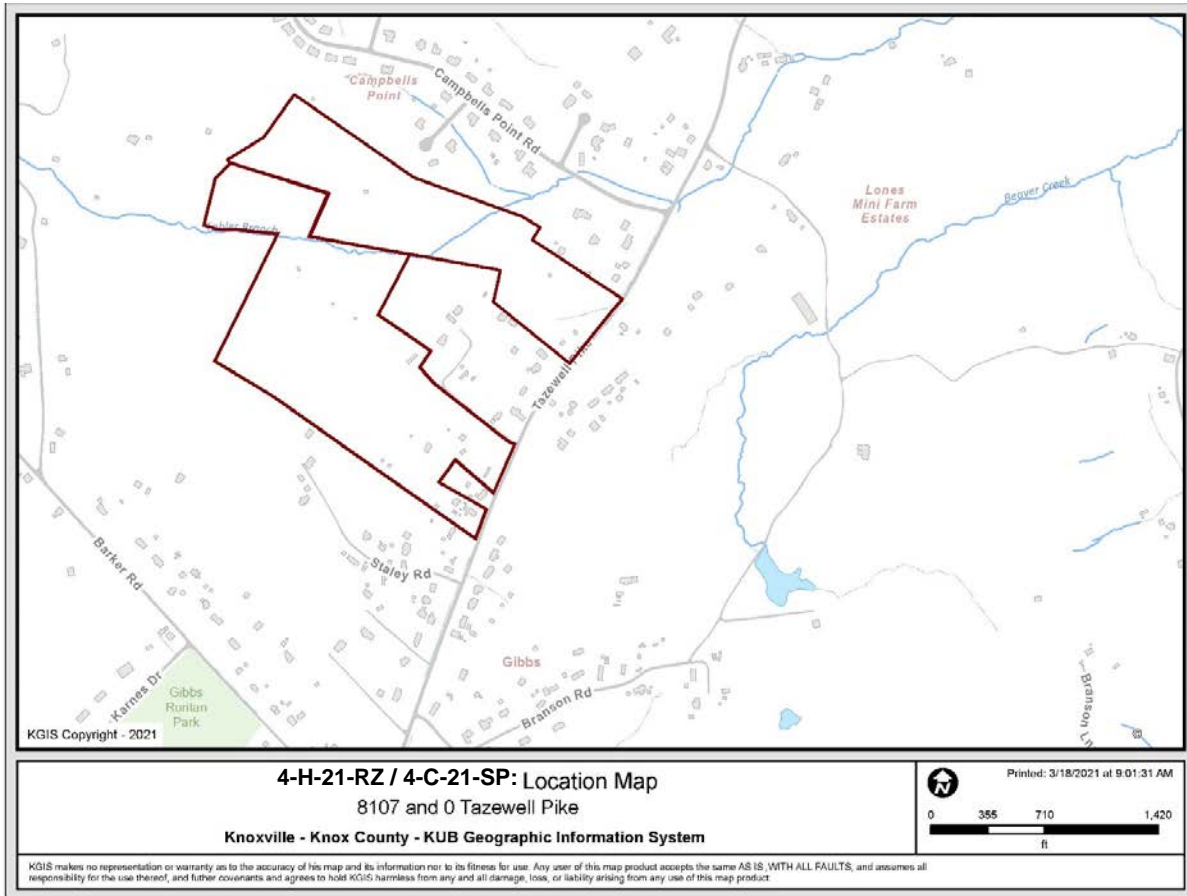 Campbells
Point
Campbells Point Rd
Lones
Mini Farm
Estates
Beaver Creek
Branch
Tazewell Pike
Barker Rd
Staley Rd
Gibbs
Karnes Dr
Gibbs
Ruritan
Park
Branson Rd
Branson Ln
KGIS Copyright - 2021
©
4-H-21-RZ / 4-C-21-SP: Location Map
8107 and 0 Tazewell Pike
Knoxville - Knox County - KUB Geographic Information System
N
Printed: 3/18/2021 at 9:01:31 AM
0 355 710 1,420
ft
KGIS makes no representation or warranty as to the accuracy of his map and its information nor to its fitness for use. Any user of this map product accepts the same AS IS ,WITH ALL FAULTS, and assumes all
responsibility for the use thereof, and futher covenants and agrees to hold KGIS harmless from any and all damage, loss, or liability arising from any use of this map product.